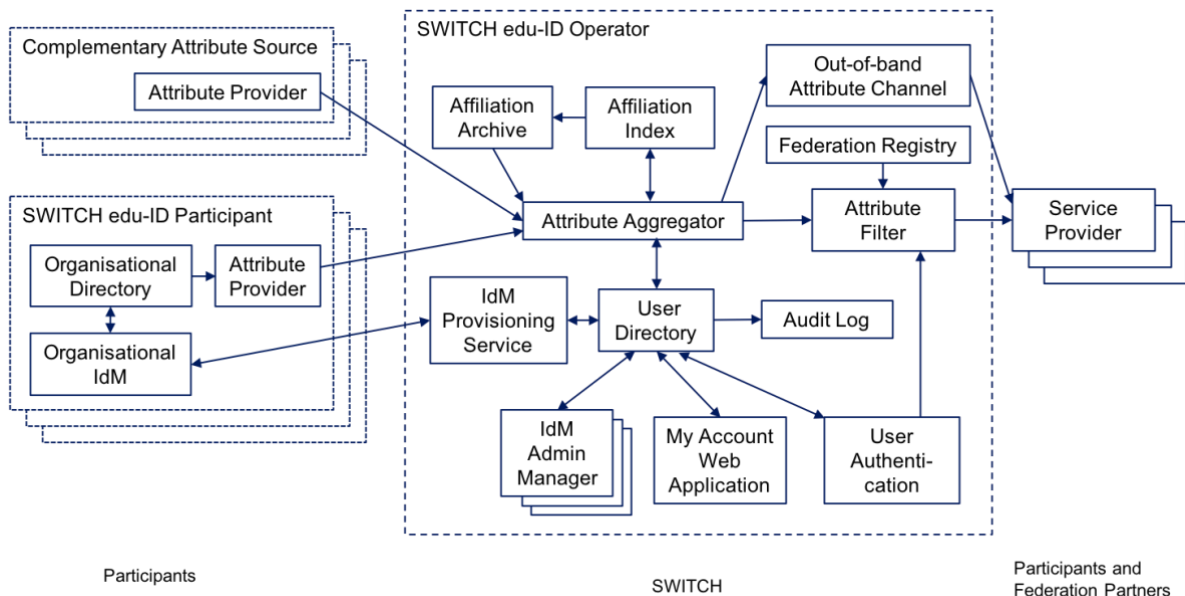 Complementary Attribute Source
Attribute Provider
SWITCH edu-ID Participant
Organisational
Directory
Attribute
Provider
Organisational
IdM
SWITCH edu-ID Operator
Out-of-band
Attribute Channel
Affiliation
Archive
Affiliation
Index
Federation Registry
Attribute Aggregator
Attribute
Filter
IdM
Provisioning
Service
User
Directory
Audit Log
IdM
Admin
Manager
My Account
Web
Application
User
Authenti-
cation
Service
Provider
Participants
SWITCH
Participants and
Federation Partners